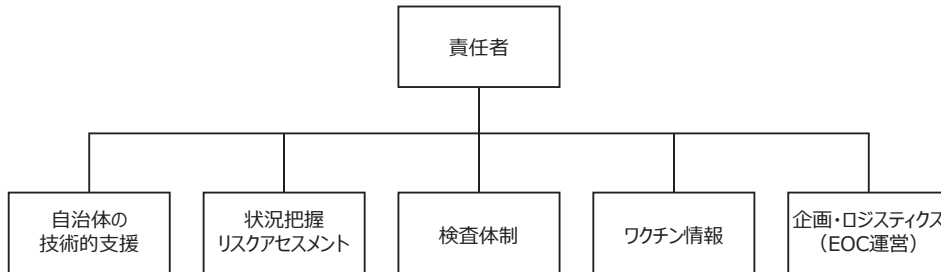 責任者
自治体の
技術的支援
状況把握
リスクアセスメント
検査体制
ワクチン情報
企画・ロジスティクス
（EOC運営）